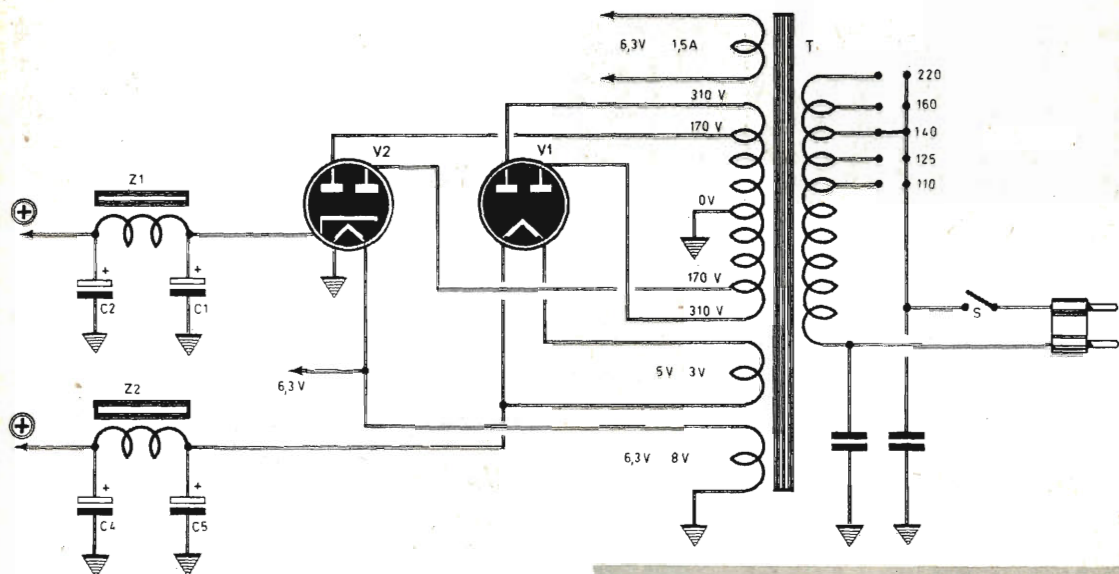 6,3V 1,5A
T
220
160
140
125
110
310 V
170 V
V2
V1
0V
170 V
310 V
Z1
+
+
C2
C1
+
+
S
5V 3V
6,3V
Z2
+
6,3V 8V
+
+
C4
C5